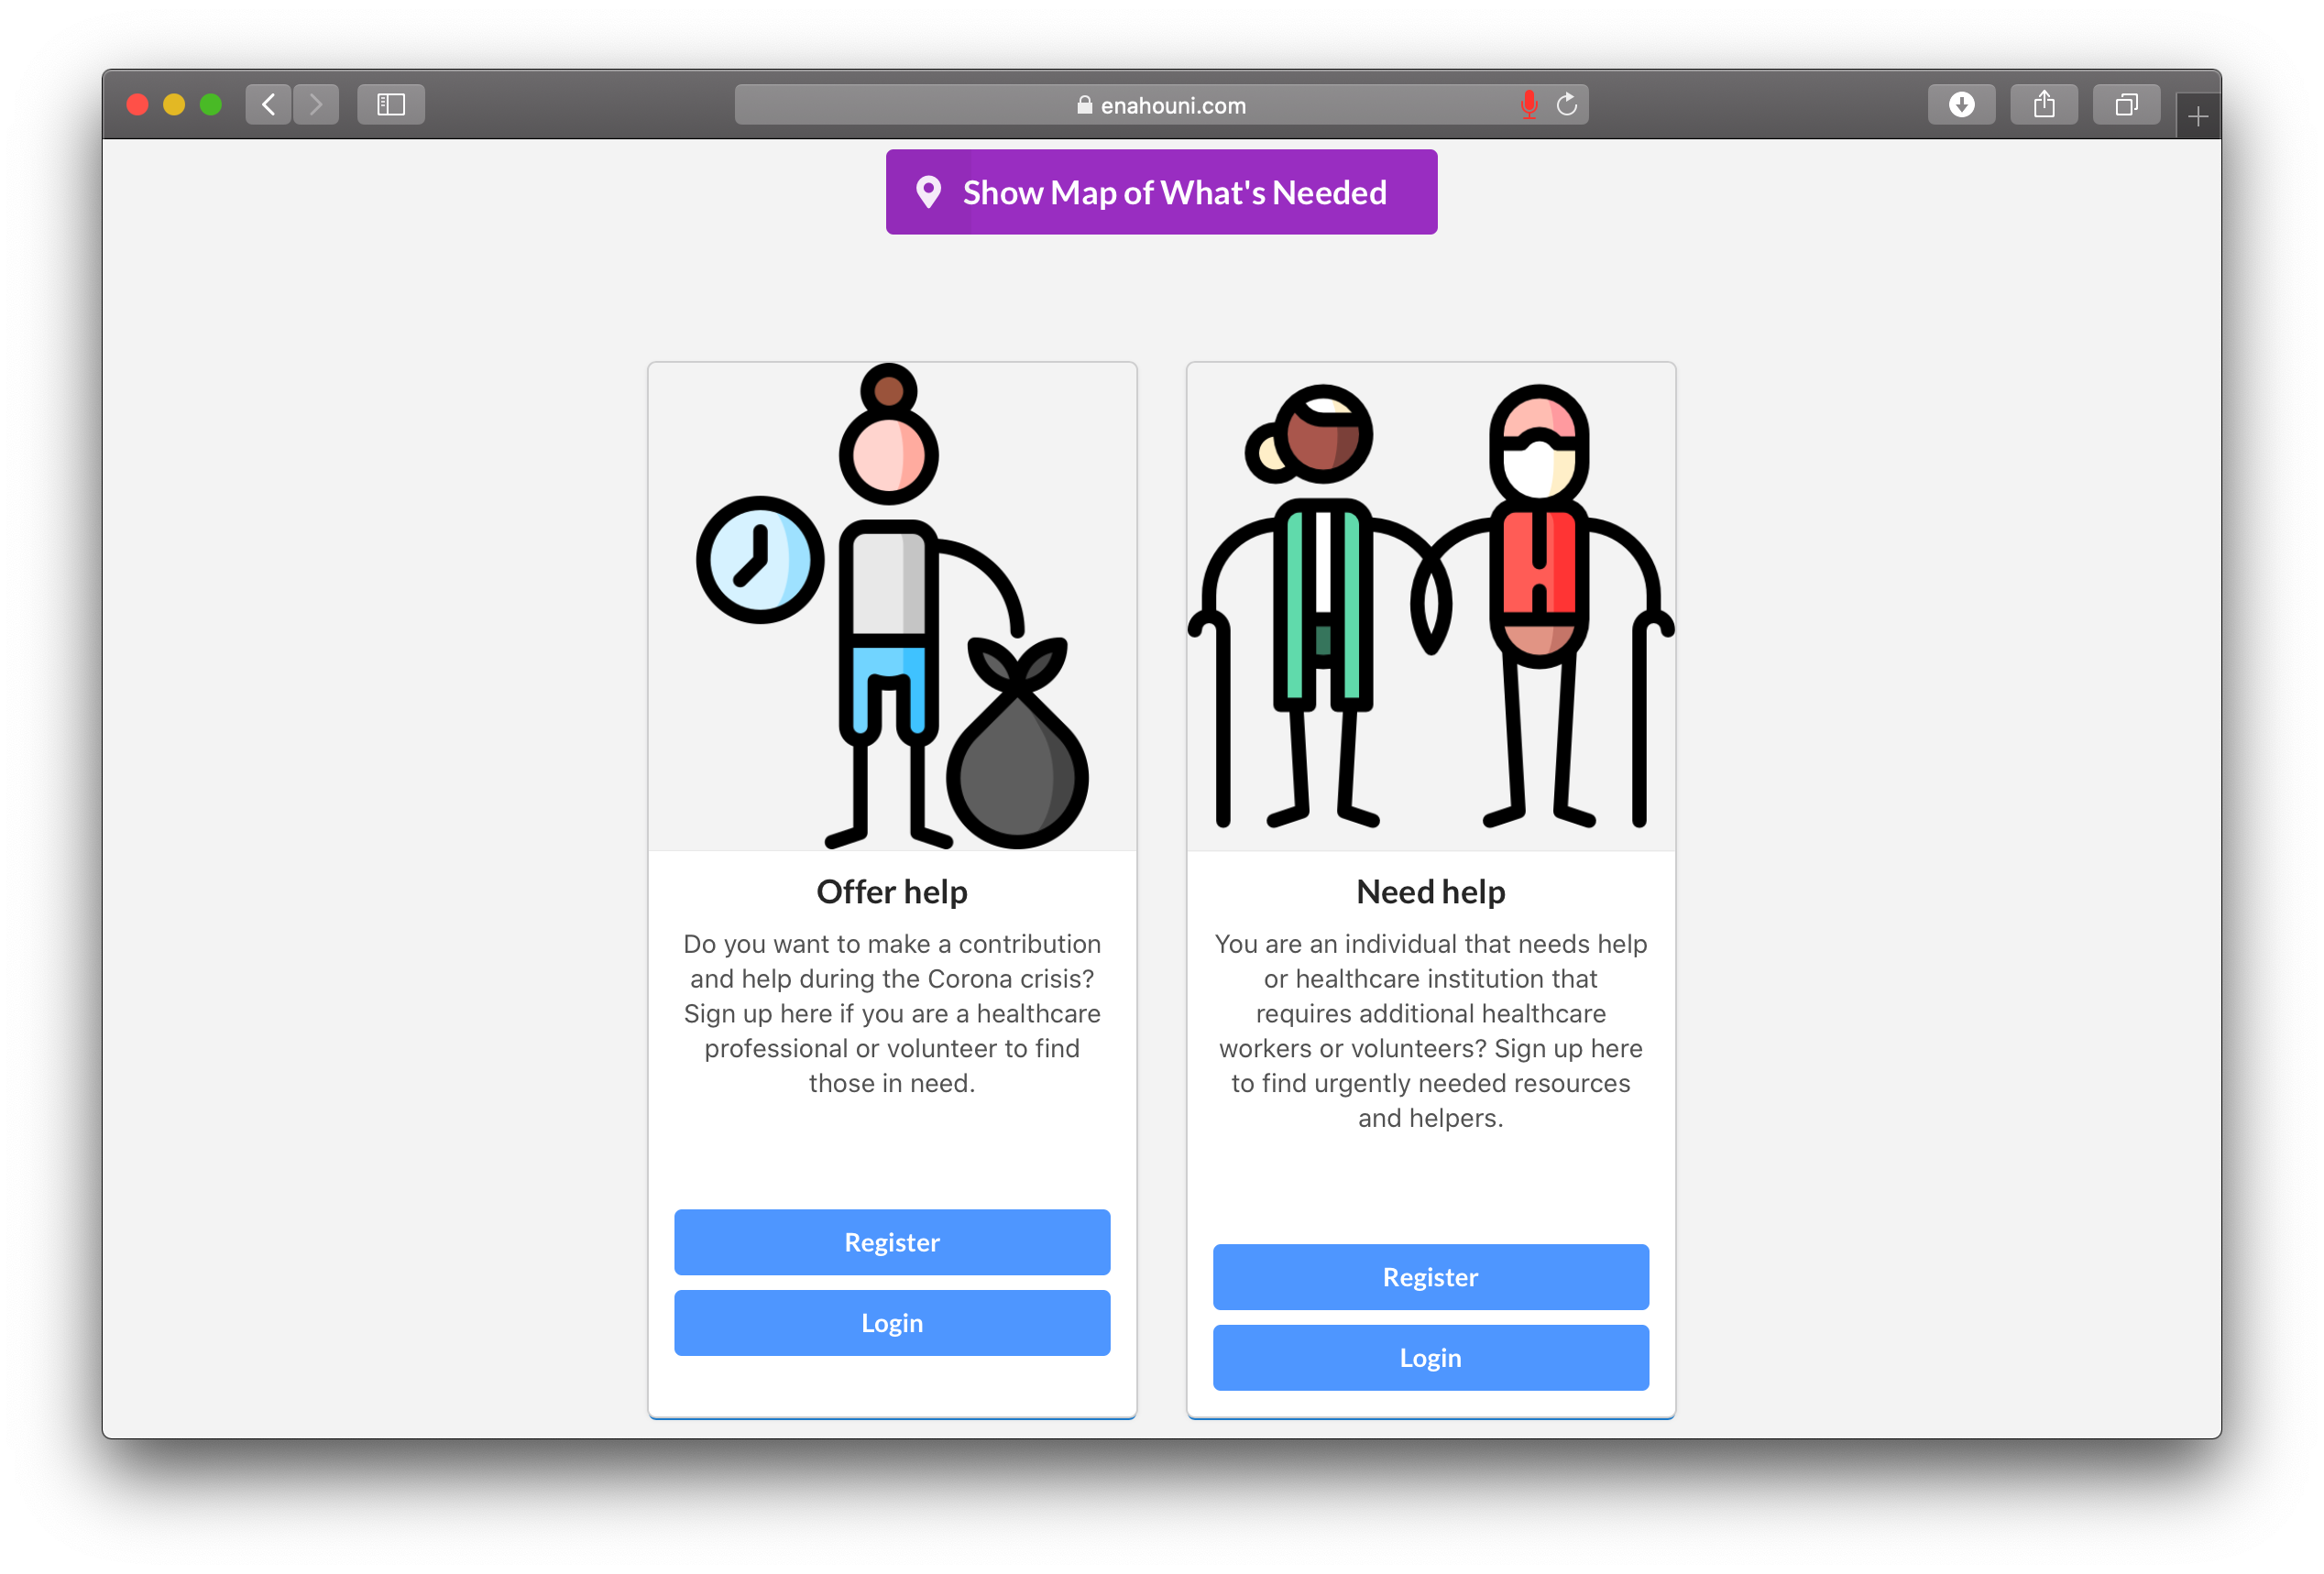 enahouni.com
Show Map of What's Needed
Offer help
Do you want to make a contribution
and help during the Corona crisis?
Sign up here if you are a healthcare
professional or volunteer to find
those in need.
Register
Login
Need help
You are an individual that needs help
or healthcare institution that
requires additional healthcare
workers or volunteers? Sign up here
to find urgently needed resources
and helpers.
Register
Login